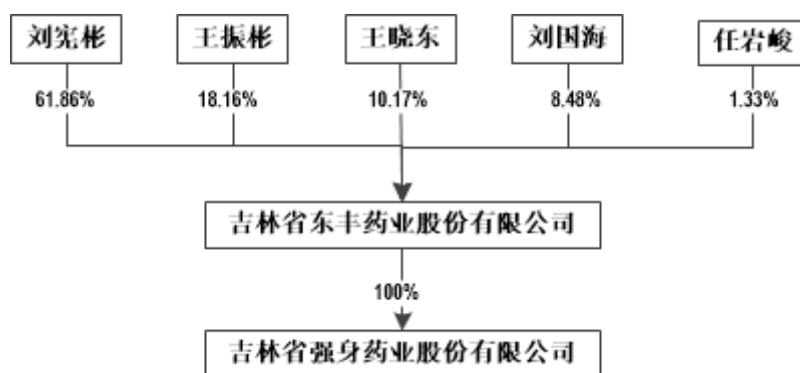 刘宪彬 王振彬 王晓东 刘国海 任岩峻
61.86% 18.16% 10.17% 8.48% 1.33%
吉林省东丰药业股份有限公司
100%
吉林省强身药业股份有限公司